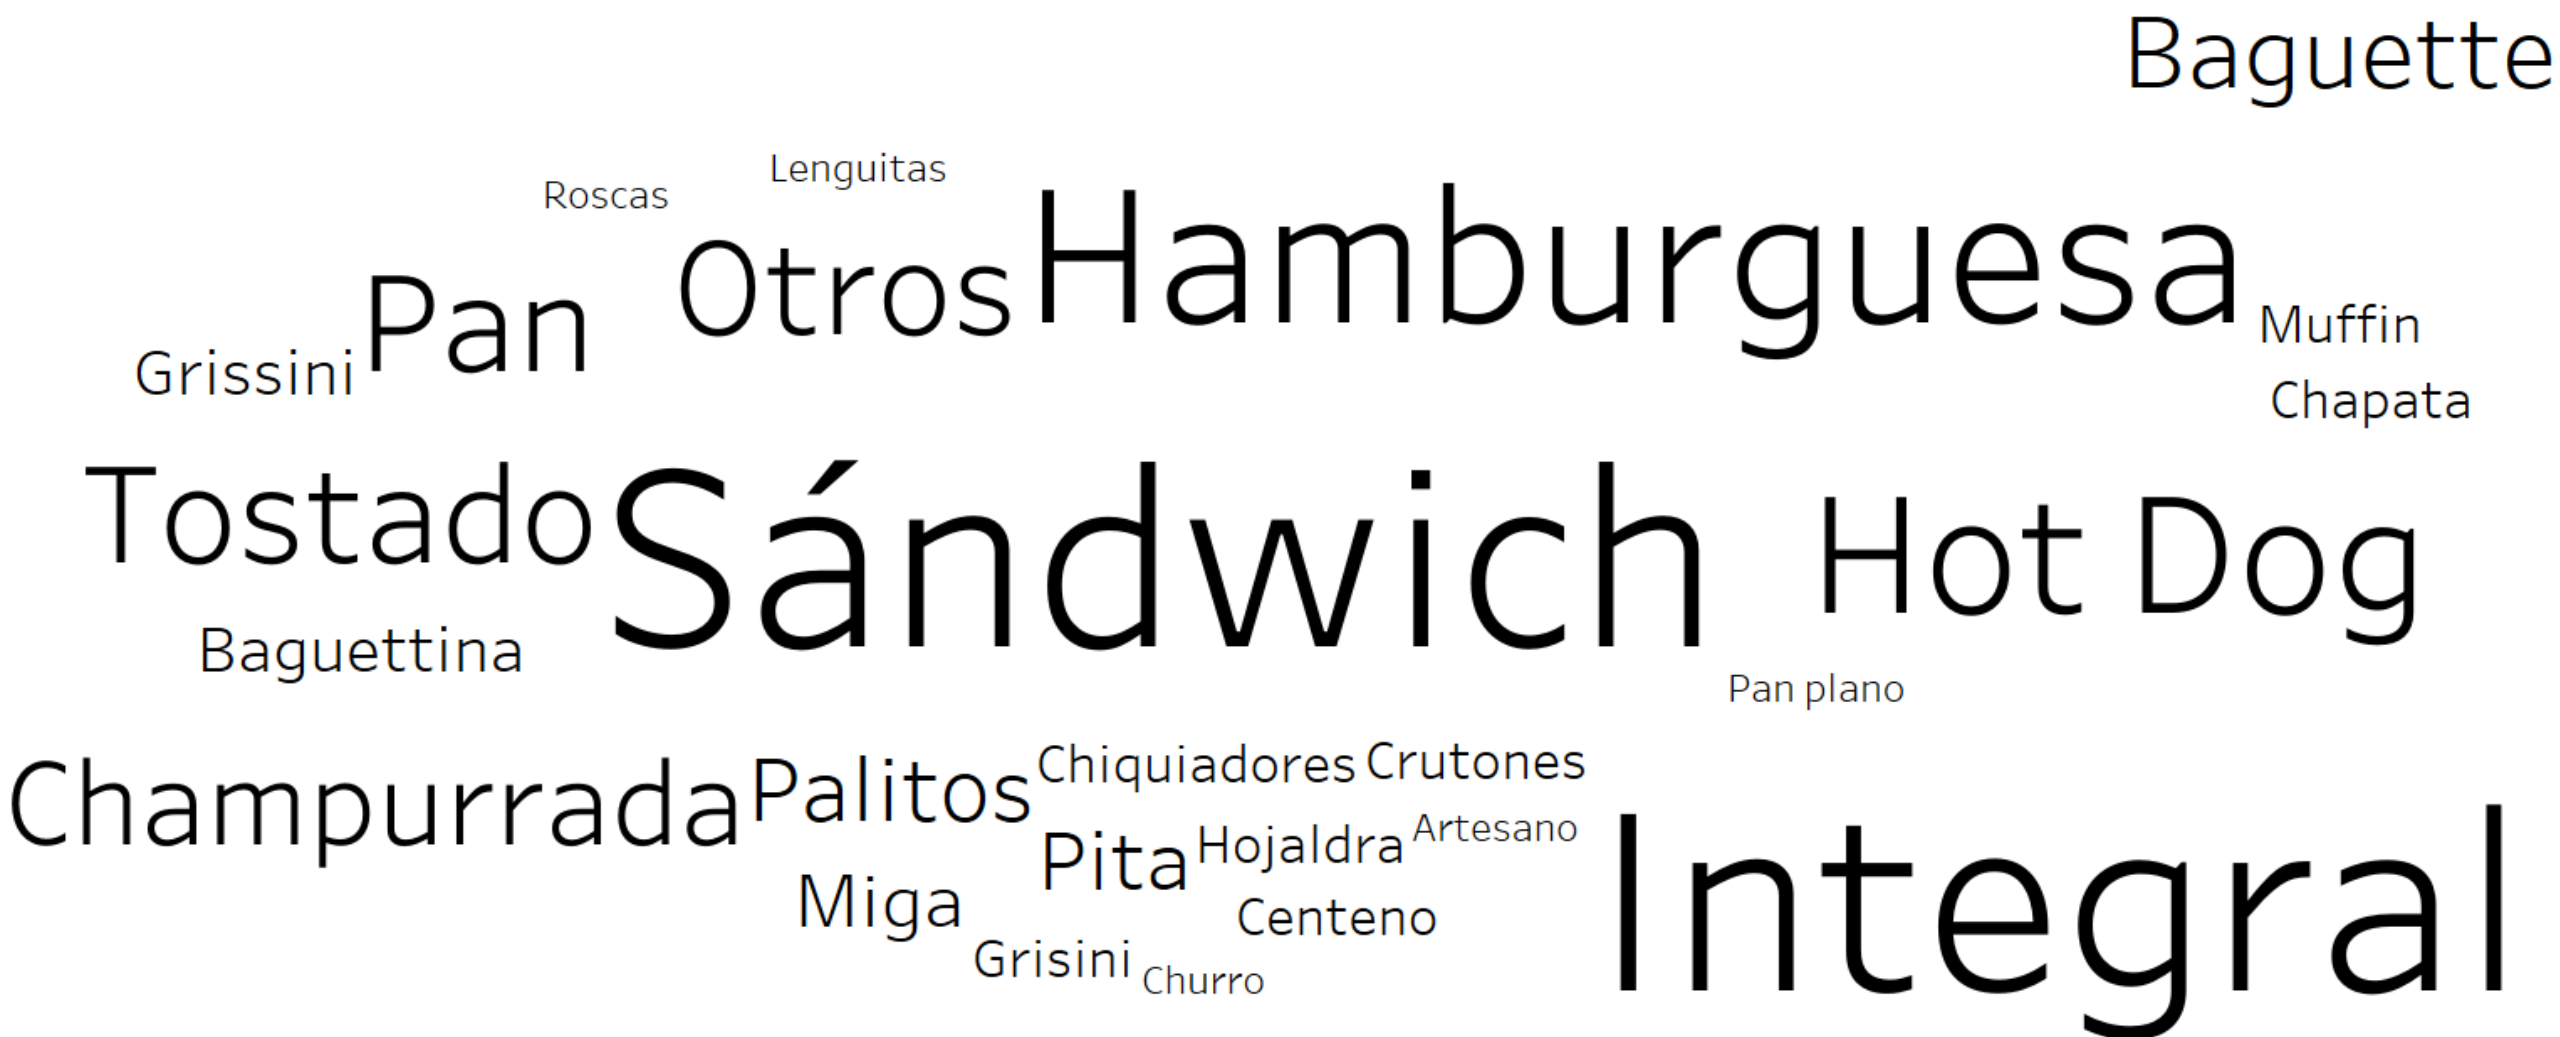 Baguette
Lenguitas
Roscas
Hamburguesa
Otros
Pan
Muffin
Grissini
Chapata
Tostado
Sándwich
Hot Dog
Baguettina
Pan plano
Champurrada
Palitos
Chiquiadores
Crutones
Artesano
Pita
Hojaldra
Miga
Centeno
Integral
Grisini
Churro